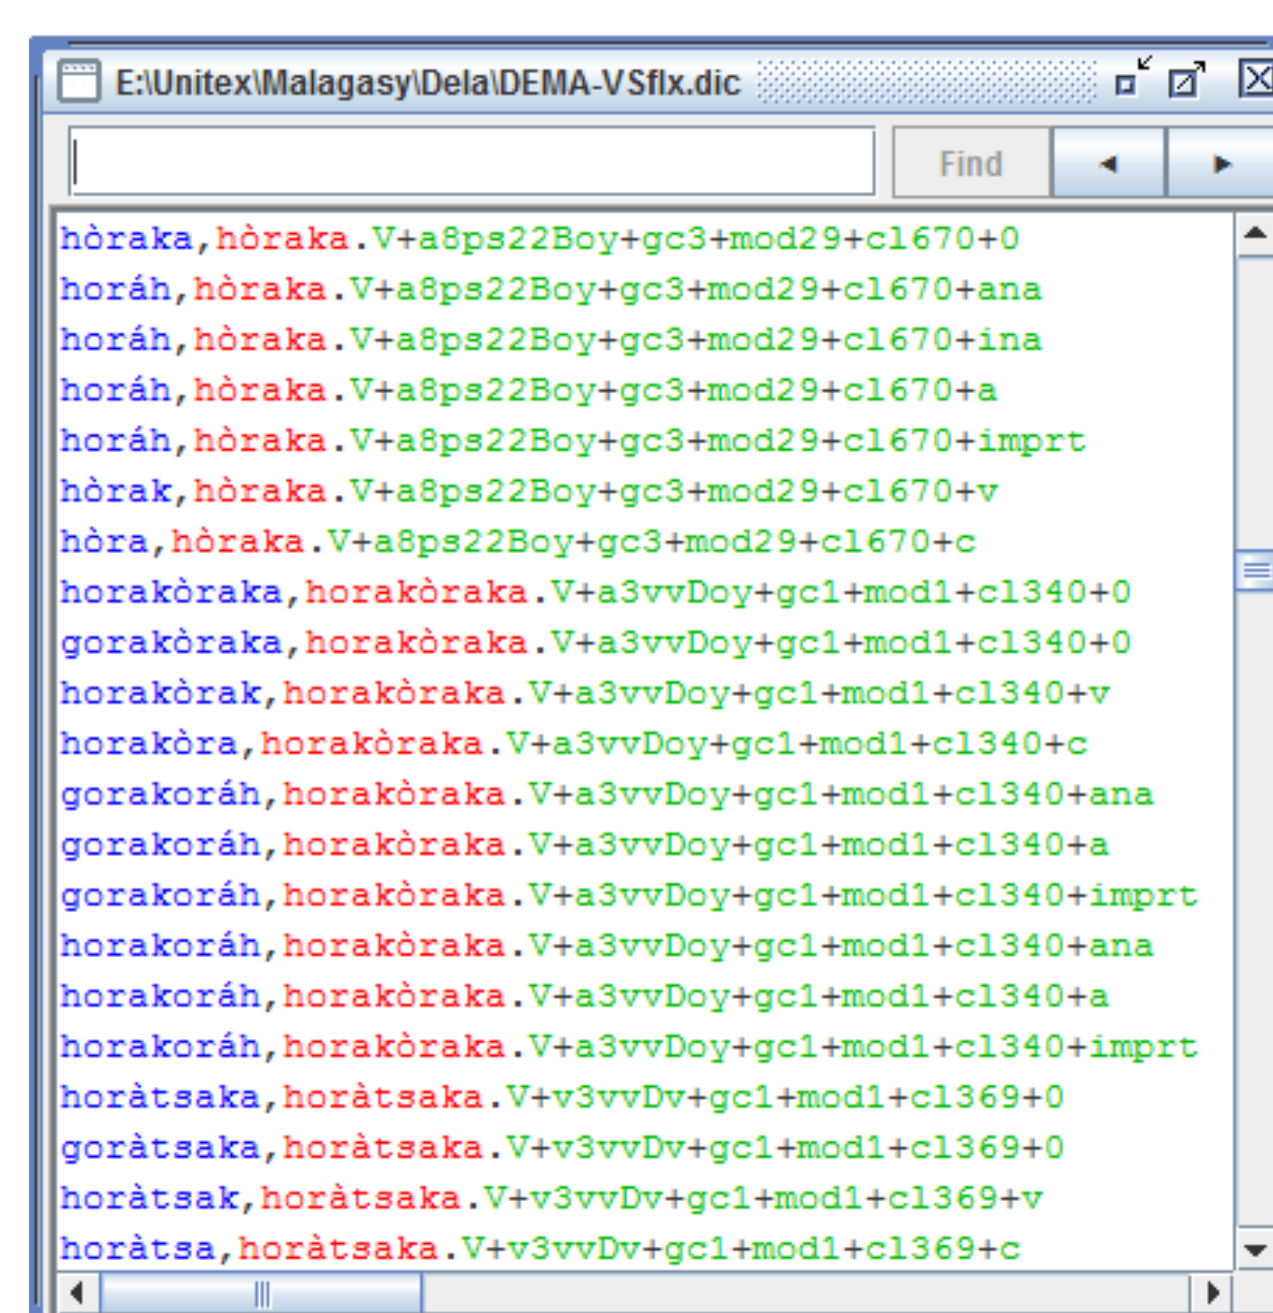 E:\Unitex\Malagasy\Dela\DEMA-VSflx.dic
Find
hòraka,hòraka.V+a8ps22Boy+gc3+mod29+cl670+0
horáh,hòraka.V+a8ps22Boy+gc3+mod29+cl670+ana
horáh,hòraka.V+a8ps22Boy+gc3+mod29+cl670+ina
horáh,hòraka.V+a8ps22Boy+gc3+mod29+cl670+a
horáh,hòraka.V+a8ps22Boy+gc3+mod29+cl670+imprt
hòrak,hòraka.V+a8ps22Boy+gc3+mod29+cl670+v
hòra,hòraka.V+a8ps22Boy+gc3+mod29+cl670+c
horakòraka,horakòraka.V+a3vvDoy+gc1+mod1+cl340+0
gorakòraka,horakòraka.V+a3vvDoy+gc1+mod1+cl340+0
horakòrak,horakòraka.V+a3vvDoy+gc1+mod1+cl340+v
horakòra,horakòraka.V+a3vvDoy+gc1+mod1+cl340+c
gorakoráh,horakòraka.V+a3vvDoy+gc1+mod1+cl340+ana
gorakoráh,horakòraka.V+a3vvDoy+gc1+mod1+cl340+a
gorakoráh,horakòraka.V+a3vvDoy+gc1+mod1+cl340+imprt
horakoráh,horakòraka.V+a3vvDoy+gc1+mod1+cl340+ana
horakoráh,horakòraka.V+a3vvDoy+gc1+mod1+cl340+a
horakoráh,horakòraka.V+a3vvDoy+gc1+mod1+cl340+imprt
horàtsaka,horàtsaka.V+v3vvDv+gc1+mod1+cl369+0
goràtsaka,horàtsaka.V+v3vvDv+gc1+mod1+cl369+0
horàtsak,horàtsaka.V+v3vvDv+gc1+mod1+cl369+v
horàtsa,horàtsaka.V+v3vvDv+gc1+mod1+cl369+c